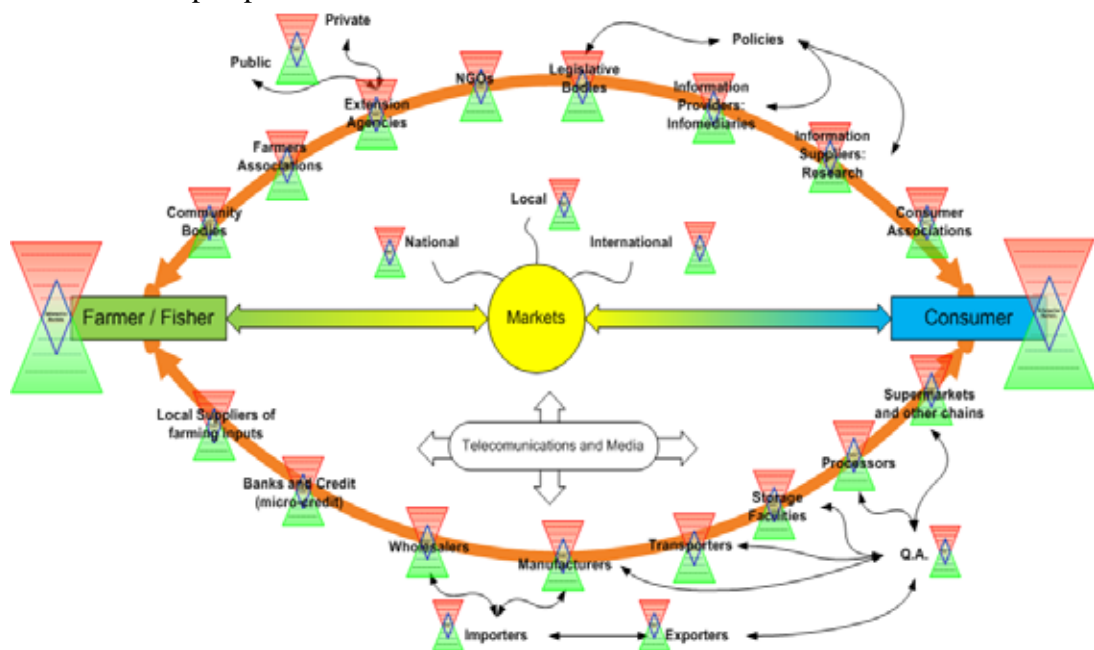 Private
Public
Policies
NGOs
Legislative
Bodies
Extension
Agencies
Information
Providers:
Infomediaries
Farmers
Associations
Information
Suppliers:
Research
Community
Bodies
Local
Consumer
Associations
National
International
Farmer / Fisher
Markets
Consumer
Supermarkets
and other chains
Local Suppliers of
farming inputs
Telecomunications and Media
Processors
Banks and Credit
(micro-credit)
Storage
Facilities
Wholesalers
Manufacturers
Transporters
Q.A.
Importers
Exporters